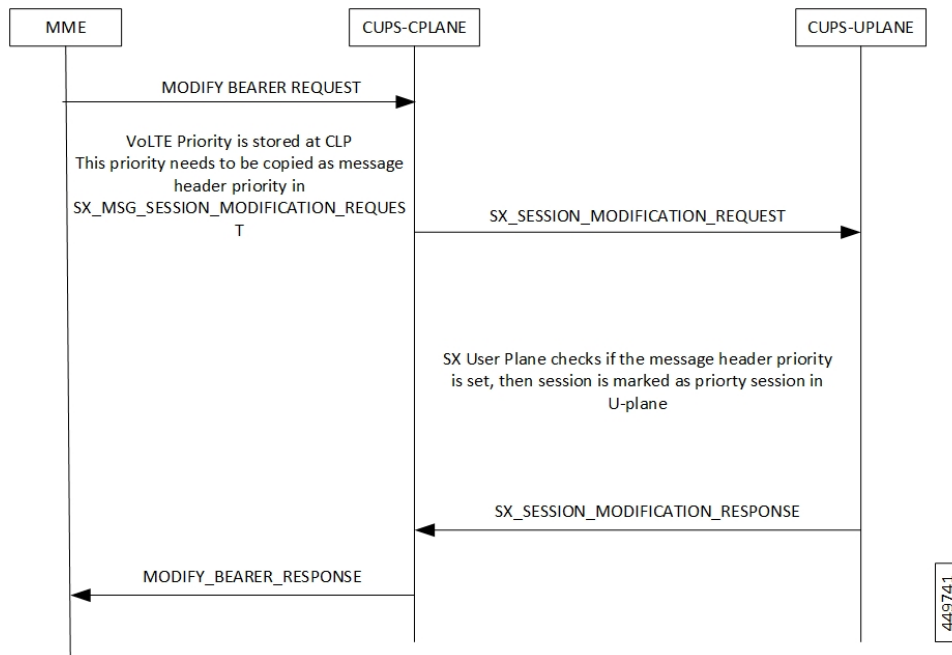 MME
CUPS-CPLANE
CUPS-UPLANE
MODIFY BEARER REQUEST
VoLTE Priority is stored at CLP
This priority needs to be copied as message
header priority in
SX_MSG_SESSION_MODIFICATION_REQUES
T
SX_SESSION_MODIFICATION_REQUEST
SX User Plane checks if the message header priority
is set, then session is marked as priorty session in
U-plane
SX_SESSION_MODIFICATION_RESPONSE
MODIFY_BEARER_RESPONSE
449741